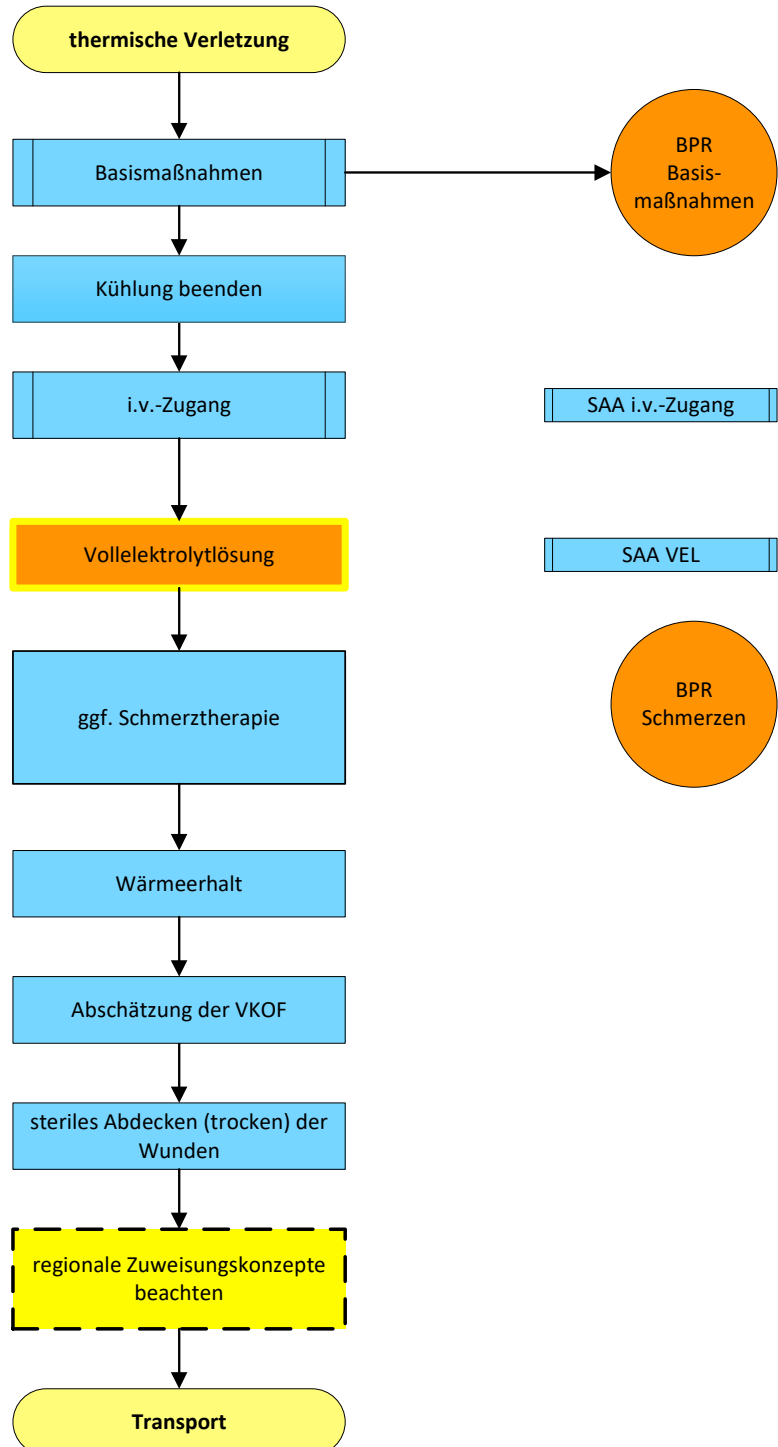 thermische Verletzung
Basismaßnahmen
BPR
Basis-
maßnahmen
Kühlung beenden
i.v.-Zugang
SAA i.v.-Zugang
Vollelektrolytlösung
SAA VEL
ggf. Schmerztherapie
BPR
Schmerzen
Wärmeerhalt
Abschätzung der VKOF
steriles Abdecken (trocken) der
Wunden
regionale Zuweisungskonzepte
beachten
Transport